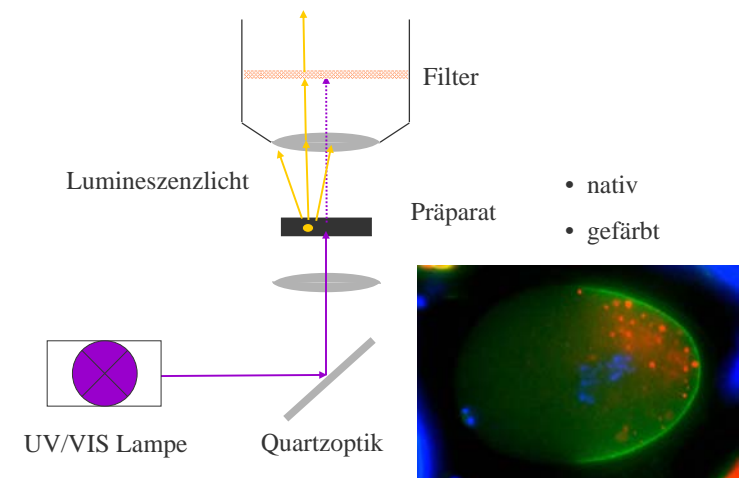 Filter
Lumineszenzlicht
Präparat
• nativ
• gefärbt
UV/VIS Lampe
Quartzoptik